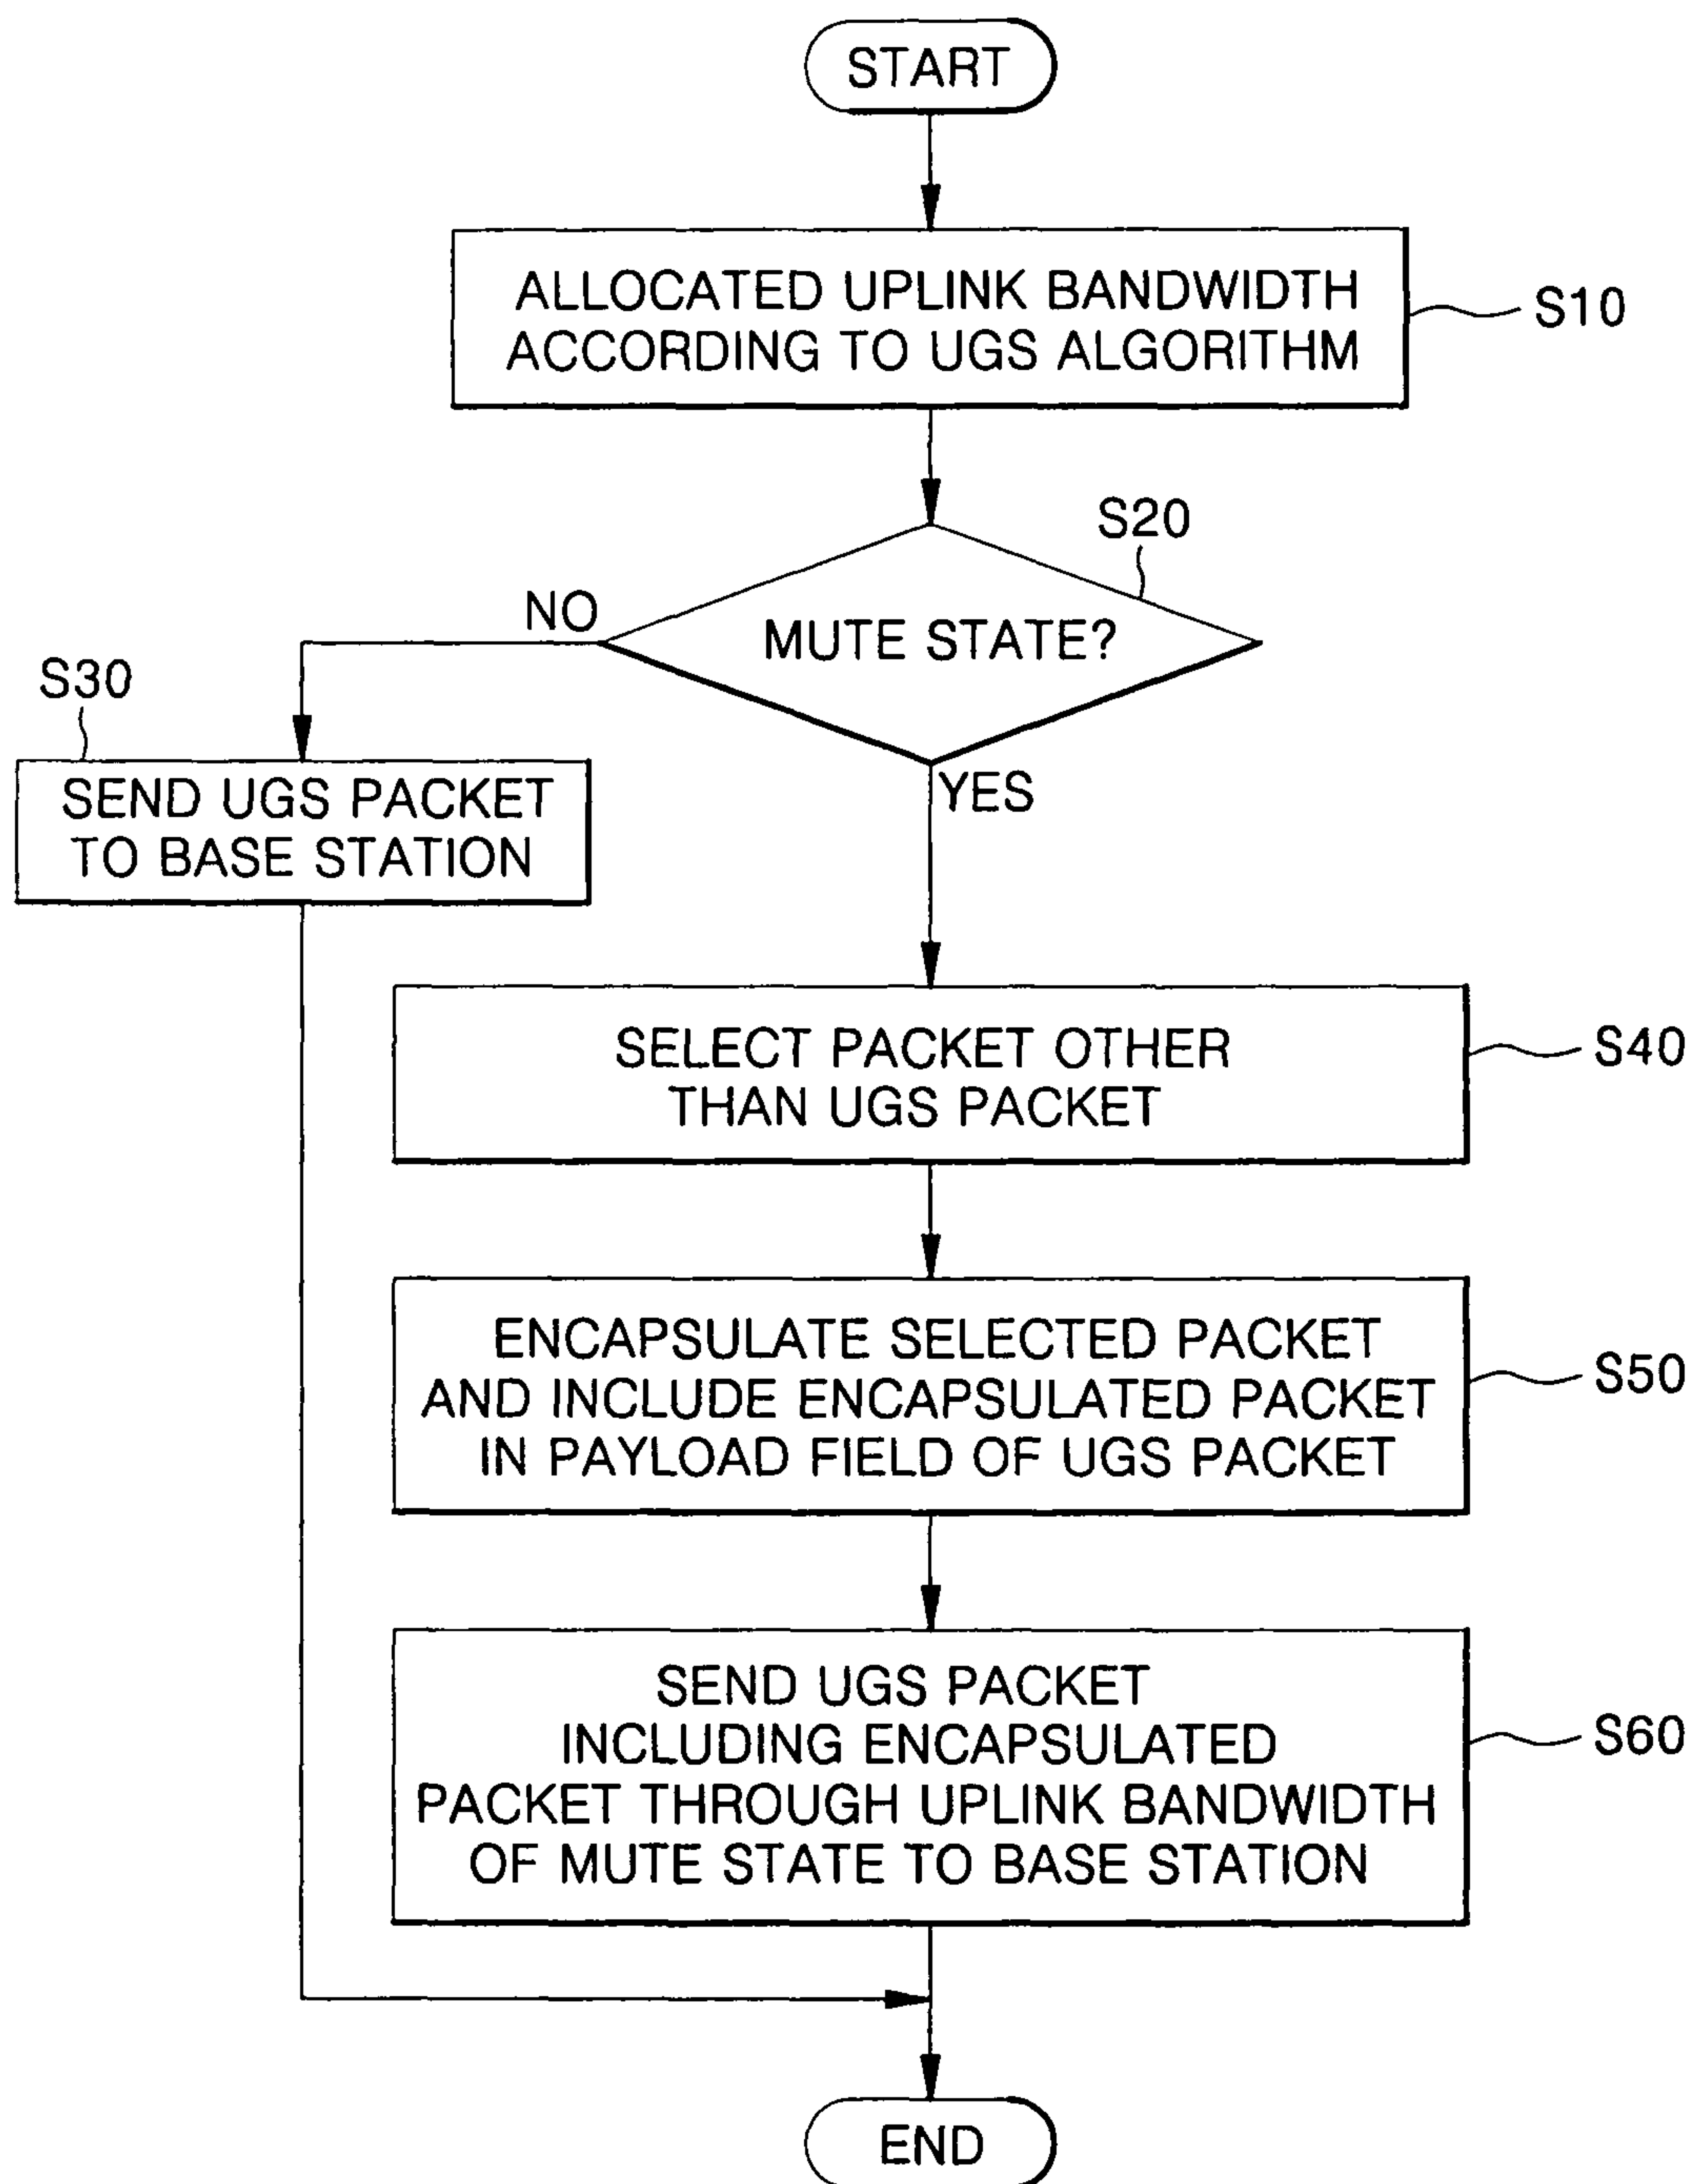 START
ALLOCATED UPLINK BANDWIDTH
ACCORDING TO UGS ALGORITHM
S10
S20
MUTE STATE?
NO
YES
S30
SEND UGS PACKET
TO BASE STATION
SELECT PACKET OTHER
THAN UGS PACKET
S40
ENCAPSULATE SELECTED PACKET
AND INCLUDE ENCAPSULATED PACKET
IN PAYLOAD FIELD OF UGS PACKET
S50
SEND UGS PACKET
INCLUDING ENCAPSULATED
PACKET THROUGH UPLINK BANDWIDTH
OF MUTE STATE TO BASE STATION
S60
END